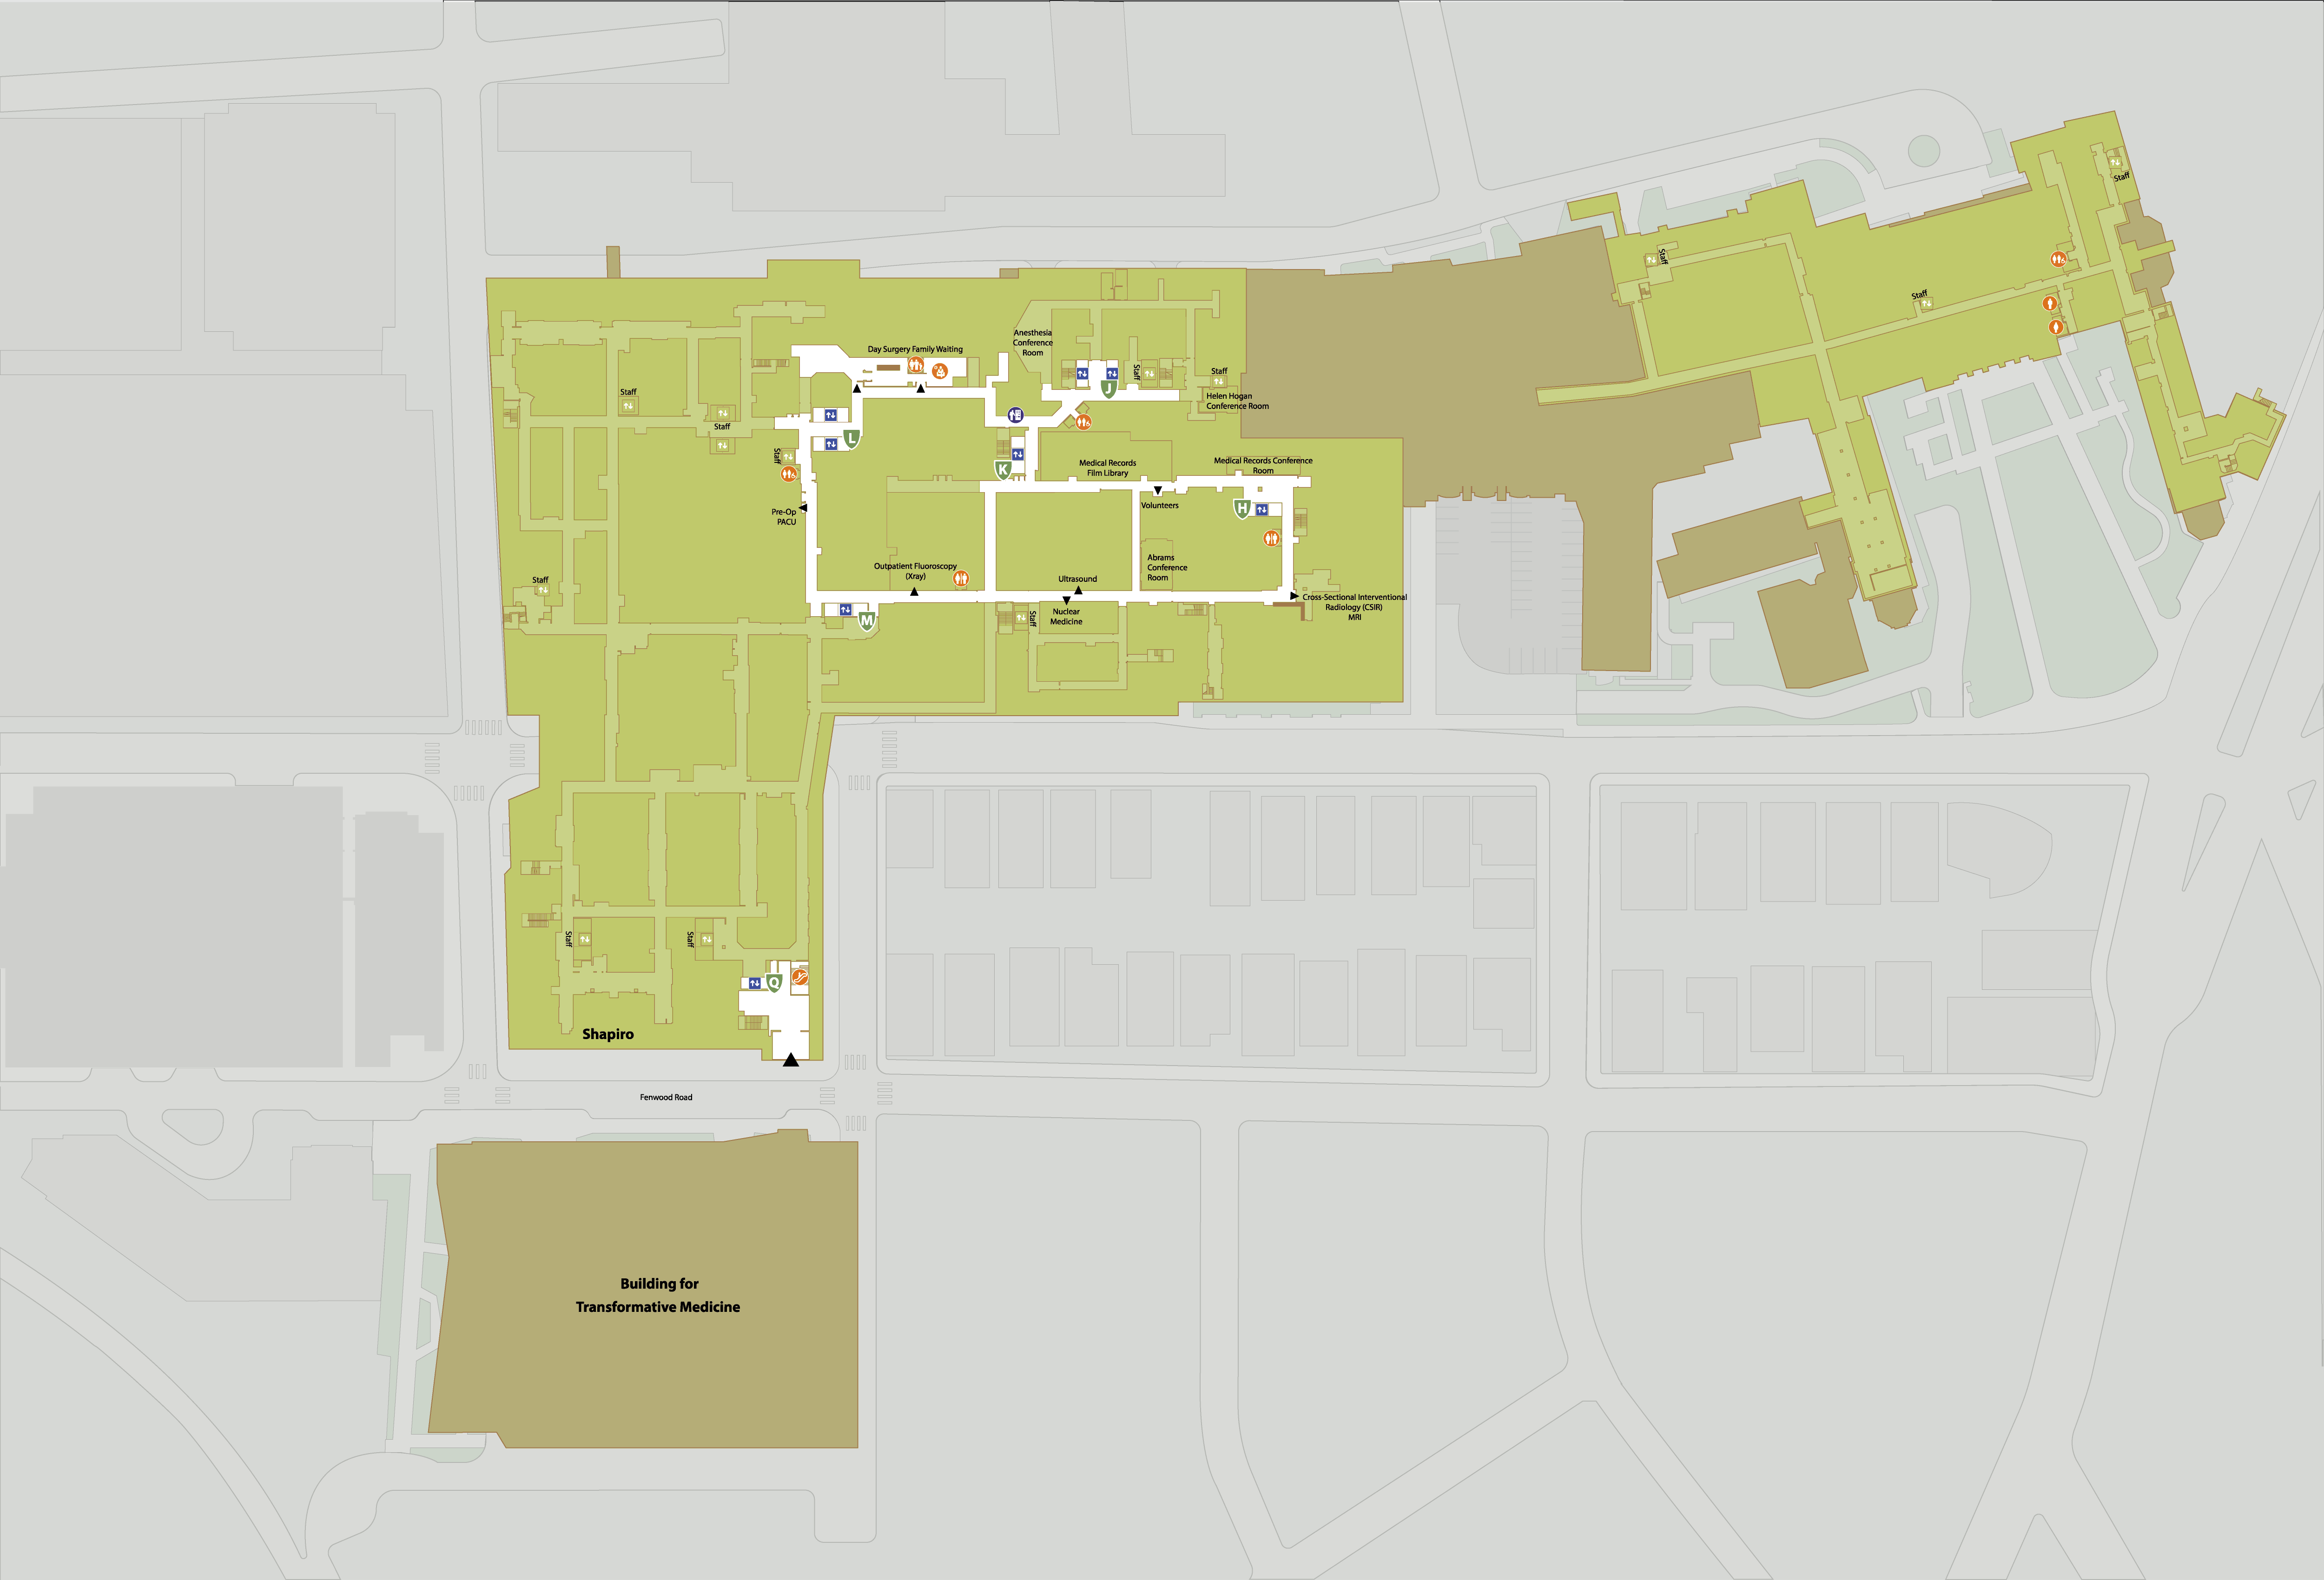 Staff
Staff
Staff
Anesthesia
Conference
Room
Day Surgery Family Waiting
Staff
Staff
J
Staff
Helen Hogan
Conference Room
Staff
L
Staff
K
Medical Records
Film Library
Medical Records Conference
Room
Pre-Op
PACU
Volunteers
H
Outpatient Fluoroscopy
(Xray)
Abrams
Conference
Room
Staff
Ultrasound
Cross-Sectional Interventional
Radiology (CSIR)
MRI
M
Staff
Nuclear
Medicine
Staff
Staff
Q
Shapiro
Fenwood Road
Building for
Transformative Medicine